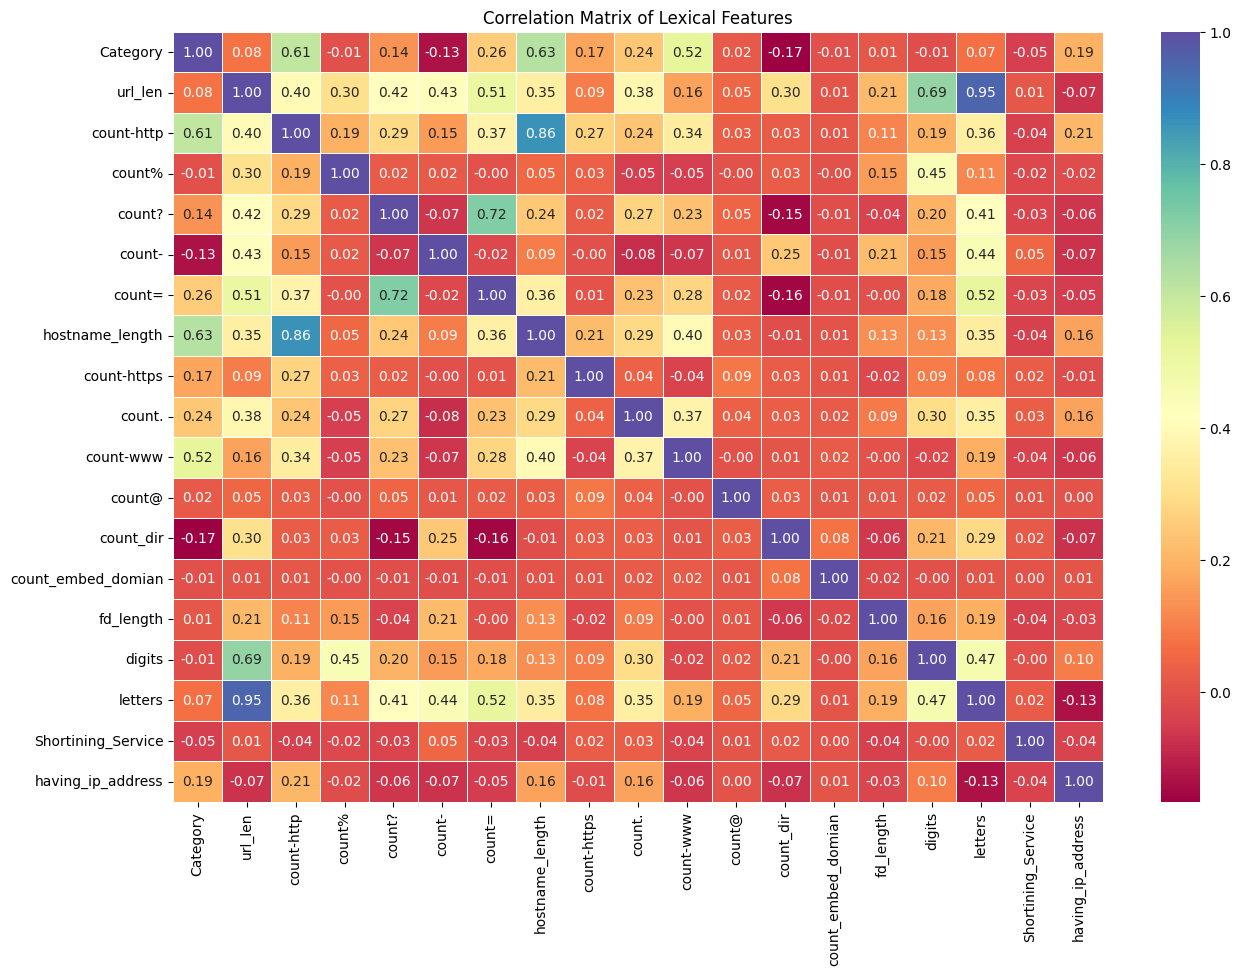 Correlation Matrix of Lexical Features
Category 1.00 0.08 0.61 -0.01 0.14 -0.13 0.26 0.63 0.17 0.24 0.52 0.02 -0.17 -0.01 0.01 -0.01 0.07 -0.05 0.19
url_len 0.08 1.00 0.40 0.30 0.42 0.43 0.51 0.35 0.09 0.38 0.16 0.05 0.30 0.01 0.21 0.69 0.95 0.01 -0.07
count-http 0.61 0.40 1.00 0.19 0.29 0.15 0.37 0.86 0.27 0.24 0.34 0.03 0.03 0.01 0.11 0.19 0.36 -0.04 0.21
count% -0.01 0.30 0.19 1.00 0.02 0.02 -0.00 0.05 0.03 -0.05 -0.05 -0.00 0.03 -0.00 0.15 0.45 0.11 -0.02 -0.02
count? 0.14 0.42 0.29 0.02 1.00 -0.07 0.72 0.24 0.02 0.27 0.23 0.05 -0.15 -0.01 -0.04 0.20 0.41 -0.03 -0.06
count- -0.13 0.43 0.15 0.02 -0.07 1.00 -0.02 0.09 -0.00 -0.08 -0.07 0.01 0.25 -0.01 0.21 0.15 0.44 0.05 -0.07
count= 0.26 0.51 0.37 -0.00 0.72 -0.02 1.00 0.36 0.01 0.23 0.28 0.02 -0.16 -0.01 -0.00 0.18 0.52 -0.03 -0.05
hostname_length 0.63 0.35 0.86 0.05 0.24 0.09 0.36 1.00 0.21 0.29 0.40 0.03 -0.01 0.01 0.13 0.13 0.35 -0.04 0.16
count-https 0.17 0.09 0.27 0.03 0.02 -0.00 0.01 0.21 1.00 0.04 -0.04 0.09 0.03 0.01 -0.02 0.09 0.08 0.02 -0.01
count. 0.24 0.38 0.24 -0.05 0.27 -0.08 0.23 0.29 0.04 1.00 0.37 0.04 0.03 0.02 0.09 0.30 0.35 0.03 0.16
count-www 0.52 0.16 0.34 -0.05 0.23 -0.07 0.28 0.40 -0.04 0.37 1.00 -0.00 0.01 0.02 -0.00 -0.02 0.19 -0.04 -0.06
count@ 0.02 0.05 0.03 -0.00 0.05 0.01 0.02 0.03 0.09 0.04 -0.00 1.00 0.03 0.01 0.01 0.02 0.05 0.01 0.00
count_dir -0.17 0.30 0.03 0.03 -0.15 0.25 -0.16 -0.01 0.03 0.03 0.01 0.03 1.00 0.08 -0.06 0.21 0.29 0.02 -0.07
count_embed_domian -0.01 0.01 0.01 -0.00 -0.01 -0.01 -0.01 0.01 0.01 0.02 0.02 0.01 0.08 1.00 -0.02 -0.00 0.01 0.00 0.01
fd_length 0.01 0.21 0.11 0.15 -0.04 0.21 -0.00 0.13 -0.02 0.09 -0.00 0.01 -0.06 -0.02 1.00 0.16 0.19 -0.04 -0.03
digits -0.01 0.69 0.19 0.45 0.20 0.15 0.18 0.13 0.09 0.30 -0.02 0.02 0.21 -0.00 0.16 1.00 0.47 -0.00 0.10
letters 0.07 0.95 0.36 0.11 0.41 0.44 0.52 0.35 0.08 0.35 0.19 0.05 0.29 0.01 0.19 0.47 1.00 0.02 -0.13
Shortining_Service -0.05 0.01 -0.04 -0.02 -0.03 0.05 -0.03 -0.04 0.02 0.03 -0.04 0.01 0.02 0.00 -0.04 -0.00 0.02 1.00 -0.04
having_ip_address 0.19 -0.07 0.21 -0.02 -0.06 -0.07 -0.05 0.16 -0.01 0.16 -0.06 0.00 -0.07 0.01 -0.03 0.10 -0.13 -0.04 1.00
Category
url_len
count-http
count%
count?
count-
count=
hostname_length
count-https
count.
count-www
count@
count_dir
count_embed_domian
fd_length
digits
letters
Shortining_Service
having_ip_address
1.0
0.8
0.6
0.4
0.2
0.0